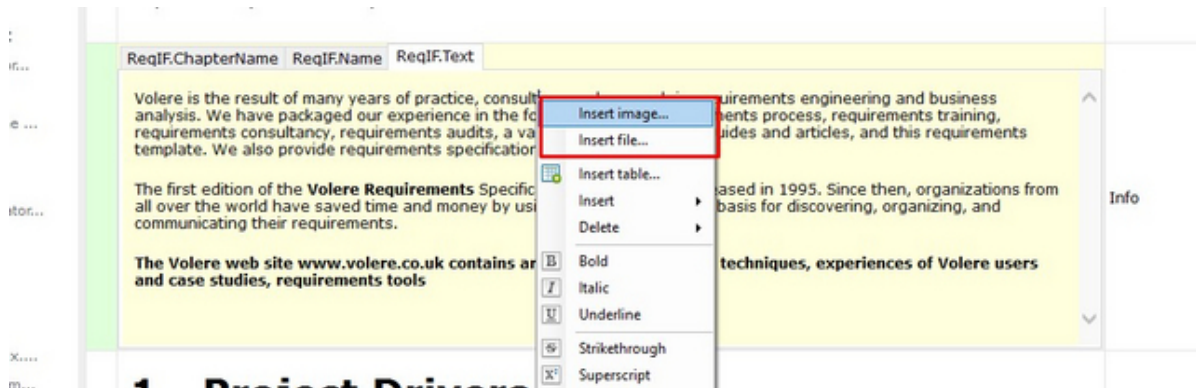 or...
e ...
ator...
x....
m...
ReqIF.ChapterName ReqIF.Name ReqIF.Text
Volere is the result of many years of practice, consult
analysis. We have packaged our experience in the fo
requirements consultancy, requirements audits, a va
template. We also provide requirements specification
uirements engineering and business
ents process, requirements training,
uides and articles, and this requirements
The first edition of the Volere Requirements Specific
all over the world have saved time and money by usi
communicating their requirements.
ased in 1995. Since then, organizations from
basis for discovering, organizing, and
The Volere web site www.volere.co.uk contains ar
and case studies, requirements tools
techniques, experiences of Volere users
Insert image...
Insert file...
Insert table...
Insert
Delete
B Bold
I Italic
U Underline
Strikethrough
Superscript
Info
1 Project Drivers